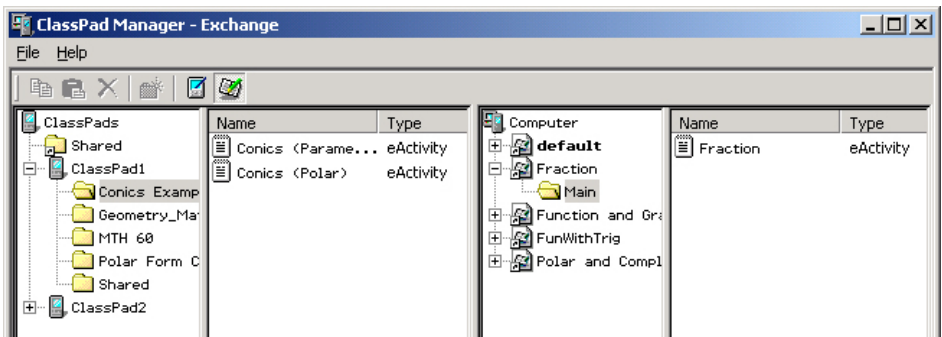 ClassPad Manager - Exchange
File Help
ClassPads
Shared
ClassPad1
Conics Examp
Geometry_Ma
MTH 60
Polar Form C
Shared
ClassPad2
Name Type
Conics (Parame... eActivity
Conics (Polar) eActivity
Computer
default
Fraction
Main
Function and Gra
FunWithTrig
Polar and Compl
Name Type
Fraction eActivity